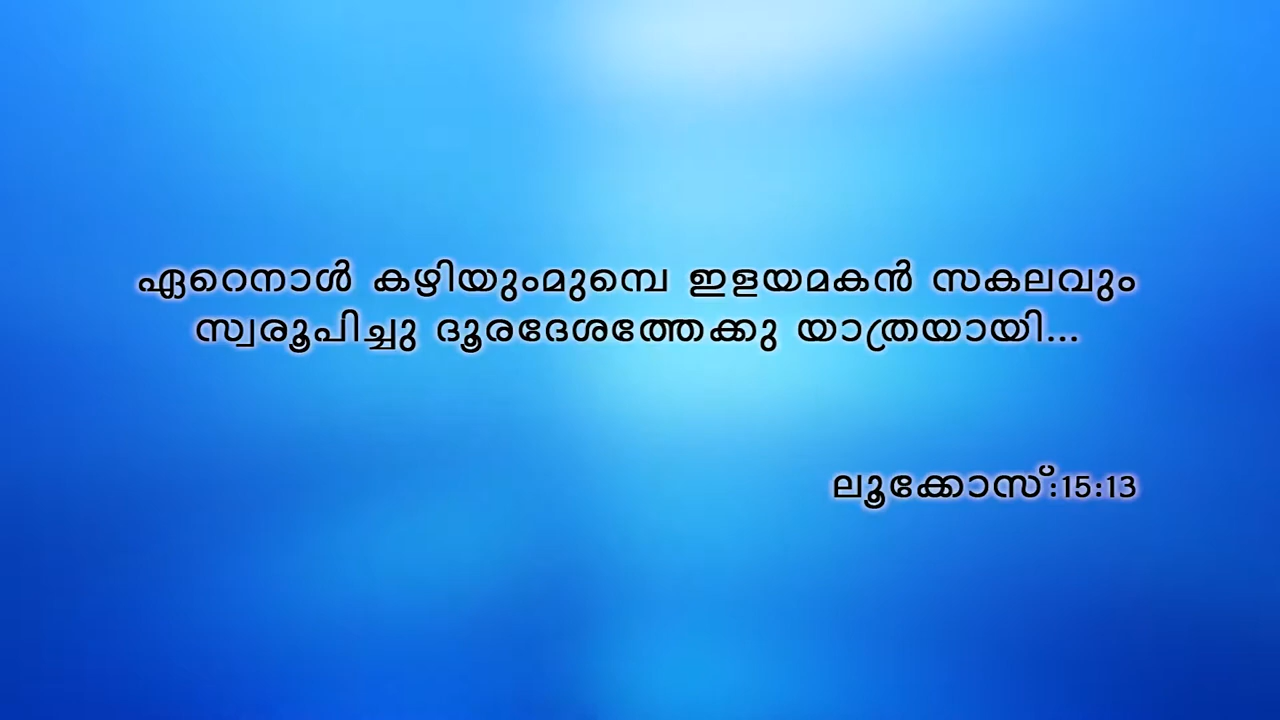 ഏറെനാൾ കഴിയുംമുമ്പെ ഇളയമകൻ സകലവും
സ്വരൂപിച്ചു ദൂരദേശത്തേക്കു യാത്രയായി...
ലൂക്കോസ്:15:13